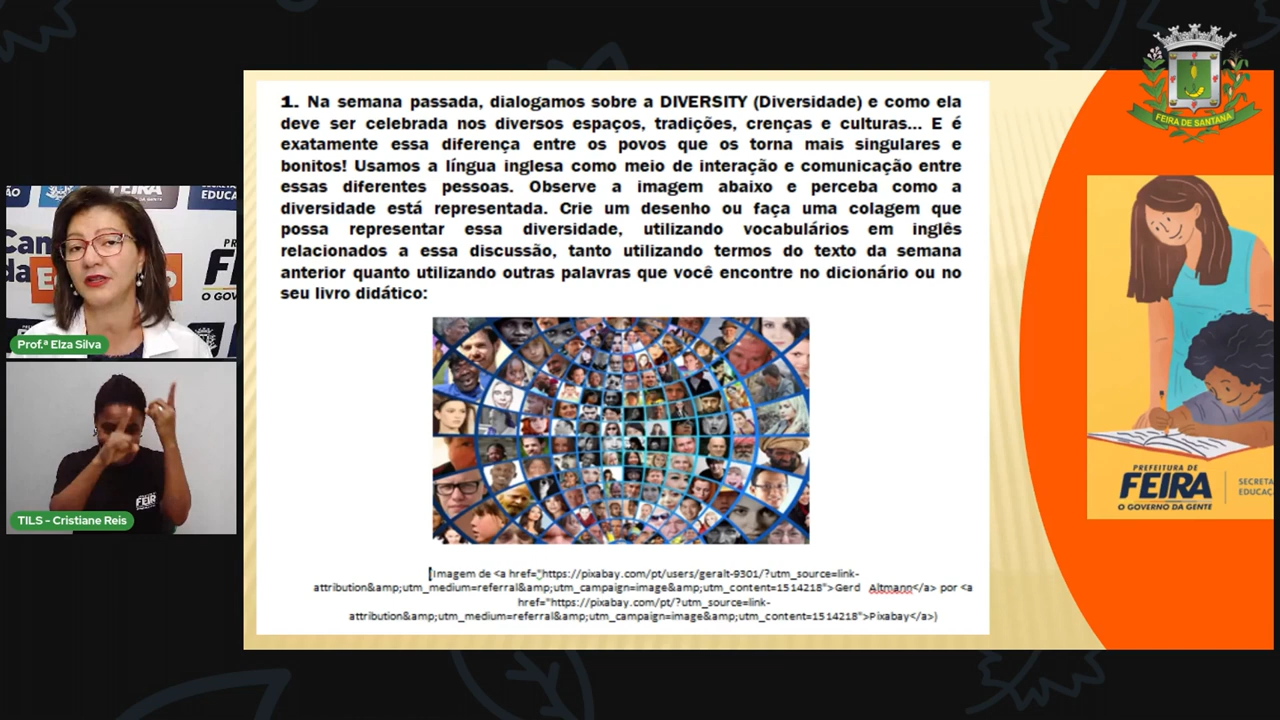 FEIRA DE SANTANA
1. Na semana passada, dialogamos sobre a DIVERSITY (Diversidade) e como ela
deve ser celebrada nos diversos espaços, tradições, crenças e culturas... E é
exatamente essa diferença entre os povos que os torna mais singulares e
bonitos! Usamos a língua inglesa como meio de interação e comunicação entre
essas diferentes pessoas. Observe a imagem abaixo e perceba como a
diversidade está representada. Crie um desenho ou faça uma colagem que
possa representar essa diversidade, utilizando vocabulários em inglês
relacionados a essa discussão, tanto utilizando termos do texto da semana
anterior quanto utilizando outras palavras que você encontre no dicionário ou no
seu livro didático:
Prof.ª Elza Silva
FEIRA
TILS - Cristiane Reis
(Imagem de <a href="https://pixabay.com/pt/users/geralt-9301/?utm_source=link-
attribution&amp;utm_medium=referral&amp;utm_campaign=image&amp;utm_content=1514218">Gerd Altmann</a> por <a
href="https://pixabay.com/pt/?utm_source=link-
attribution&amp;utm_medium=referral&amp;utm_campaign=image&amp;utm_content=1514218">Pixabay</a>)
PREFEITURA DE
FEIRA
O GOVERNO DA GENTE
SECRETA
EDUCAÇ